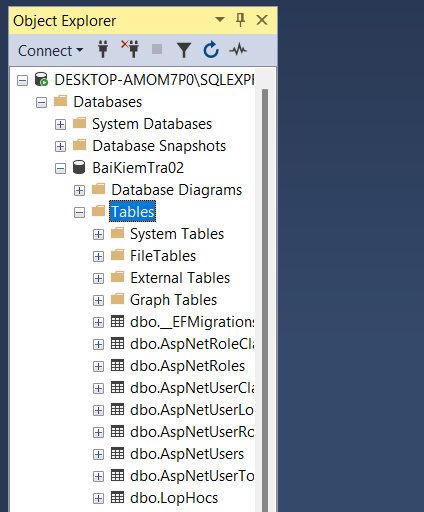 Object Explorer
Connect
DESKTOP-AMOM7P0\SQLEXPI
Databases
System Databases
Database Snapshots
BaiKiemTra02
Database Diagrams
Tables
System Tables
FileTables
External Tables
Graph Tables
dbo.__EFMigrations
dbo.AspNetRoleCla
dbo.AspNetRoles
dbo.AspNetUserCla
dbo.AspNetUserLo
dbo.AspNetUserRo
dbo.AspNetUsers
dbo.AspNetUserTo
dbo.LopHocs